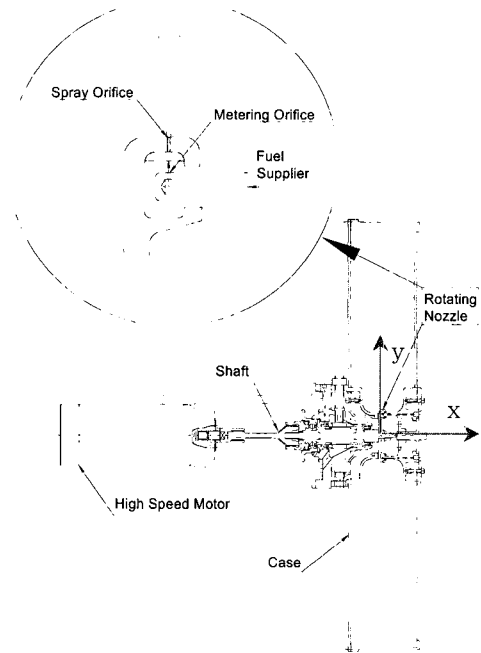 Spray Orifice
Metering Orifice
Fuel
Supplier
Rotating
Nozzle
y
Shaft
x
High Speed Motor
Case